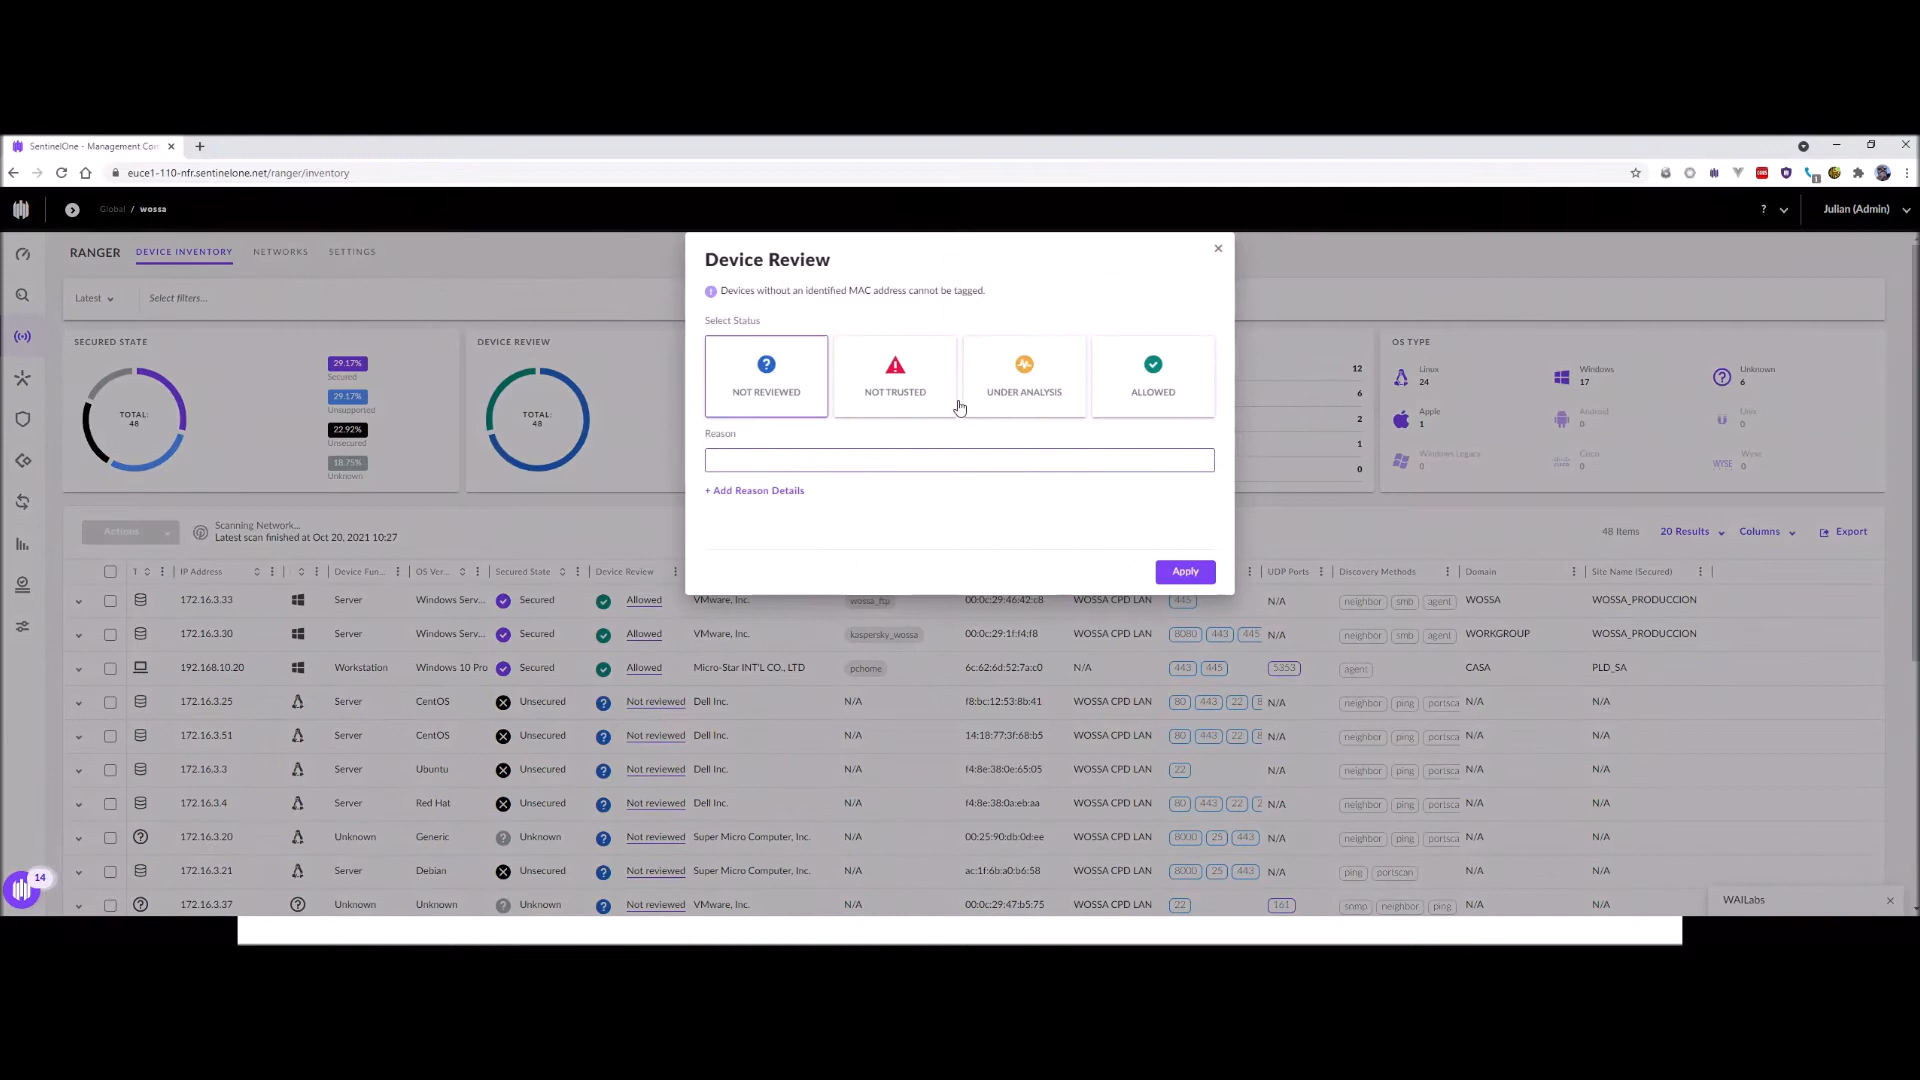 SentinelOne - Management Con
euce1-110-nfr.sentinelone.net/ranger/inventory
Global / wossa
? Julian (Admin)
RANGER DEVICE INVENTORY NETWORKS SETTINGS
Latest Select filters...
Device Review
Devices without an identified MAC address cannot be tagged.
Select Status
NOT REVIEWED NOT TRUSTED UNDER ANALYSIS ALLOWED
Reason
+ Add Reason Details
Apply
SECURED STATE
TOTAL:
48
29.17%
Secured
29.17%
Unsupported
22.92%
Unsecured
18.75%
Unknown
DEVICE REVIEW
TOTAL:
48
12
6
2
1
0
OS TYPE
Linux
24
Windows
17
Unknown
6
Apple
1
Android
0
Unix
0
Windows Legacy
0
Cisco
0
Wyse
0
Actions
Scanning Network...
Latest scan finished at Oct 20, 2021 10:27
48 Items 20 Results Columns Export
T IP Address Device Fun... OS Ver... Secured State Device Review UDP Ports Discovery Methods Domain Site Name (Secured)
172.16.3.33 Server Windows Serv... Secured Allowed VMware, Inc. wossa_ftp 00:0c:29:46:42:c8 WOSSA CPD LAN 445 N/A neighbor smb agent WOSSA WOSSA_PRODUCCION
172.16.3.30 Server Windows Serv... Secured Allowed VMware, Inc. kaspersky_wossa 00:0c:29:1f:f4:f8 WOSSA CPD LAN 8080 443 445 N/A neighbor smb agent WORKGROUP WOSSA_PRODUCCION
192.168.10.20 Workstation Windows 10 Pro Secured Allowed Micro-Star INT'L CO., LTD pchome 6c:62:6d:52:7a:c0 N/A 443 445 5353 agent CASA PLD_SA
172.16.3.25 Server CentOS Unsecured Not reviewed Dell Inc. N/A f8:bc:12:53:8b:41 WOSSA CPD LAN 80 443 22 8 N/A neighbor ping portsca N/A N/A
172.16.3.51 Server CentOS Unsecured Not reviewed Dell Inc. N/A 14:18:77:3f:68:b5 WOSSA CPD LAN 80 443 22 8 N/A neighbor ping portsca N/A N/A
172.16.3.3 Server Ubuntu Unsecured Not reviewed Dell Inc. N/A f4:8e:38:0e:65:05 WOSSA CPD LAN 22 N/A neighbor ping portsca N/A N/A
172.16.3.4 Server Red Hat Unsecured Not reviewed Dell Inc. N/A f4:8e:38:0a:eb:aa WOSSA CPD LAN 80 443 22 2 N/A neighbor ping portsca N/A N/A
172.16.3.20 Unknown Generic Unknown Not reviewed Super Micro Computer, Inc. N/A 00:25:90:db:0d:ee WOSSA CPD LAN 8000 25 443 N/A neighbor ping portsca N/A N/A
172.16.3.21 Server Debian Unsecured Not reviewed Super Micro Computer, Inc. N/A ac:1f:6b:a0:b6:58 WOSSA CPD LAN 8000 25 443 N/A ping portscan N/A N/A
172.16.3.37 Unknown Unknown Unknown Not reviewed VMware, Inc. N/A 00:0c:29:47:b5:75 WOSSA CPD LAN 22 161 snmp neighbor ping N/A N/A
14
WAILabs